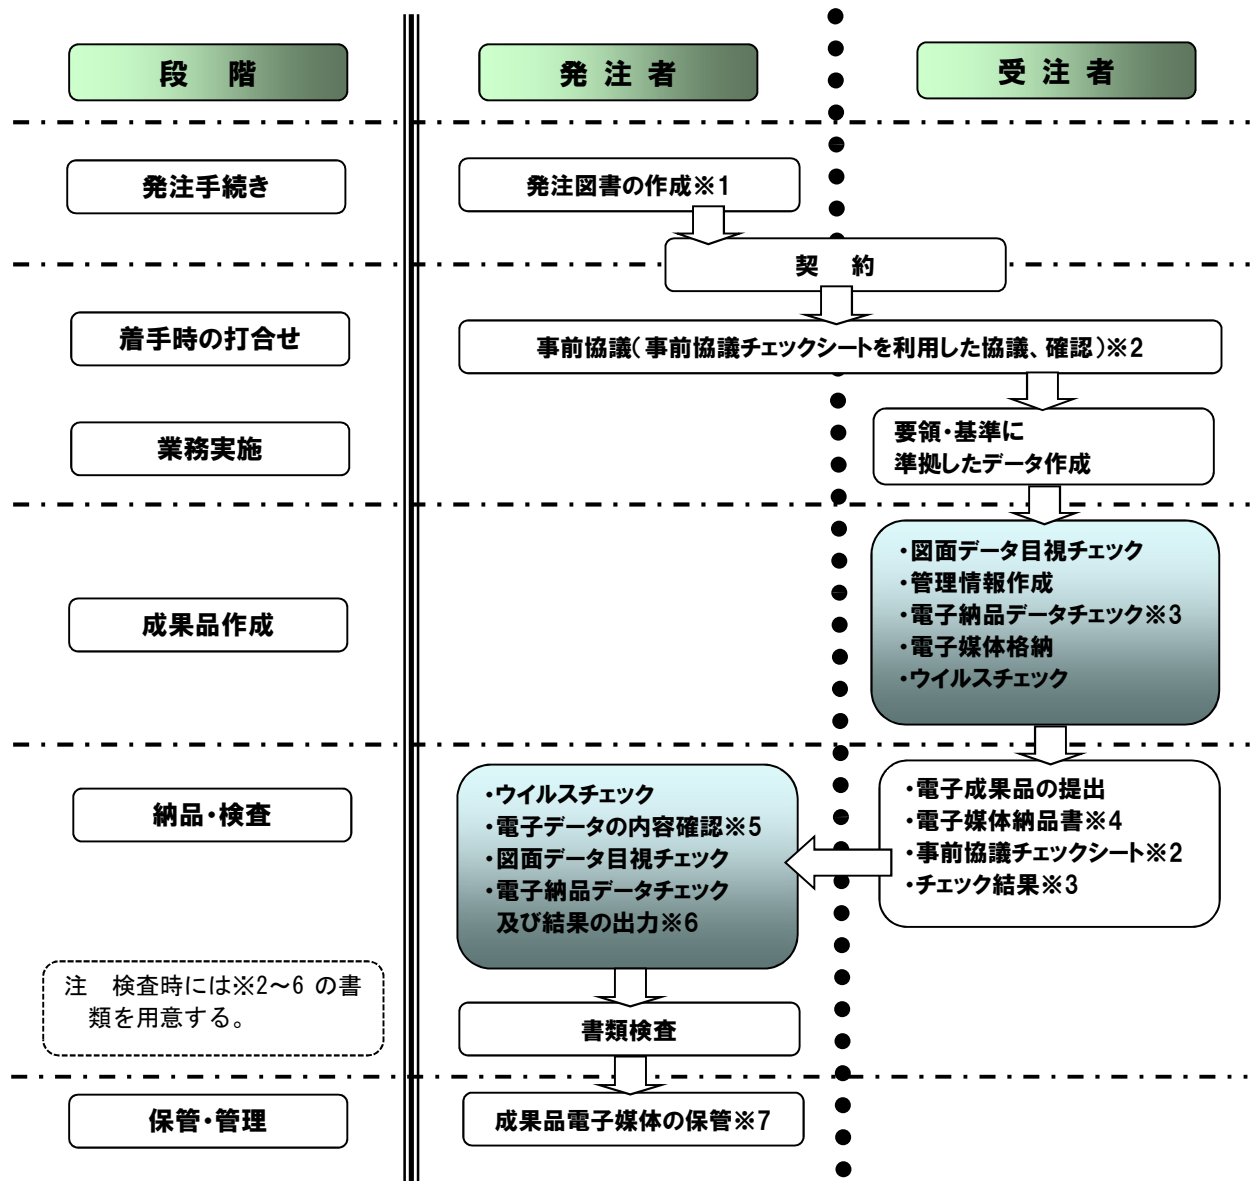 段　階
発 注 者
受 注 者
発注手続き
発注図書の作成※1
契　約
着手時の打合せ
事前協議（事前協議チェックシートを利用した協議、確認）※2
業務実施
要領・基準に
準拠したデータ作成
成果品作成
・図面データ目視チェック
・管理情報作成
・電子納品データチェック※3
・電子媒体格納
・ウイルスチェック
納品・検査
・ウイルスチェック
・電子データの内容確認※5
・図面データ目視チェック
・電子納品データチェック
及び結果の出力※6
・電子成果品の提出
・電子媒体納品書※4
・事前協議チェックシート※2
・チェック結果※3
注　検査時には※2～6 の書
類を用意する。
書類検査
保管・管理
成果品電子媒体の保管※7